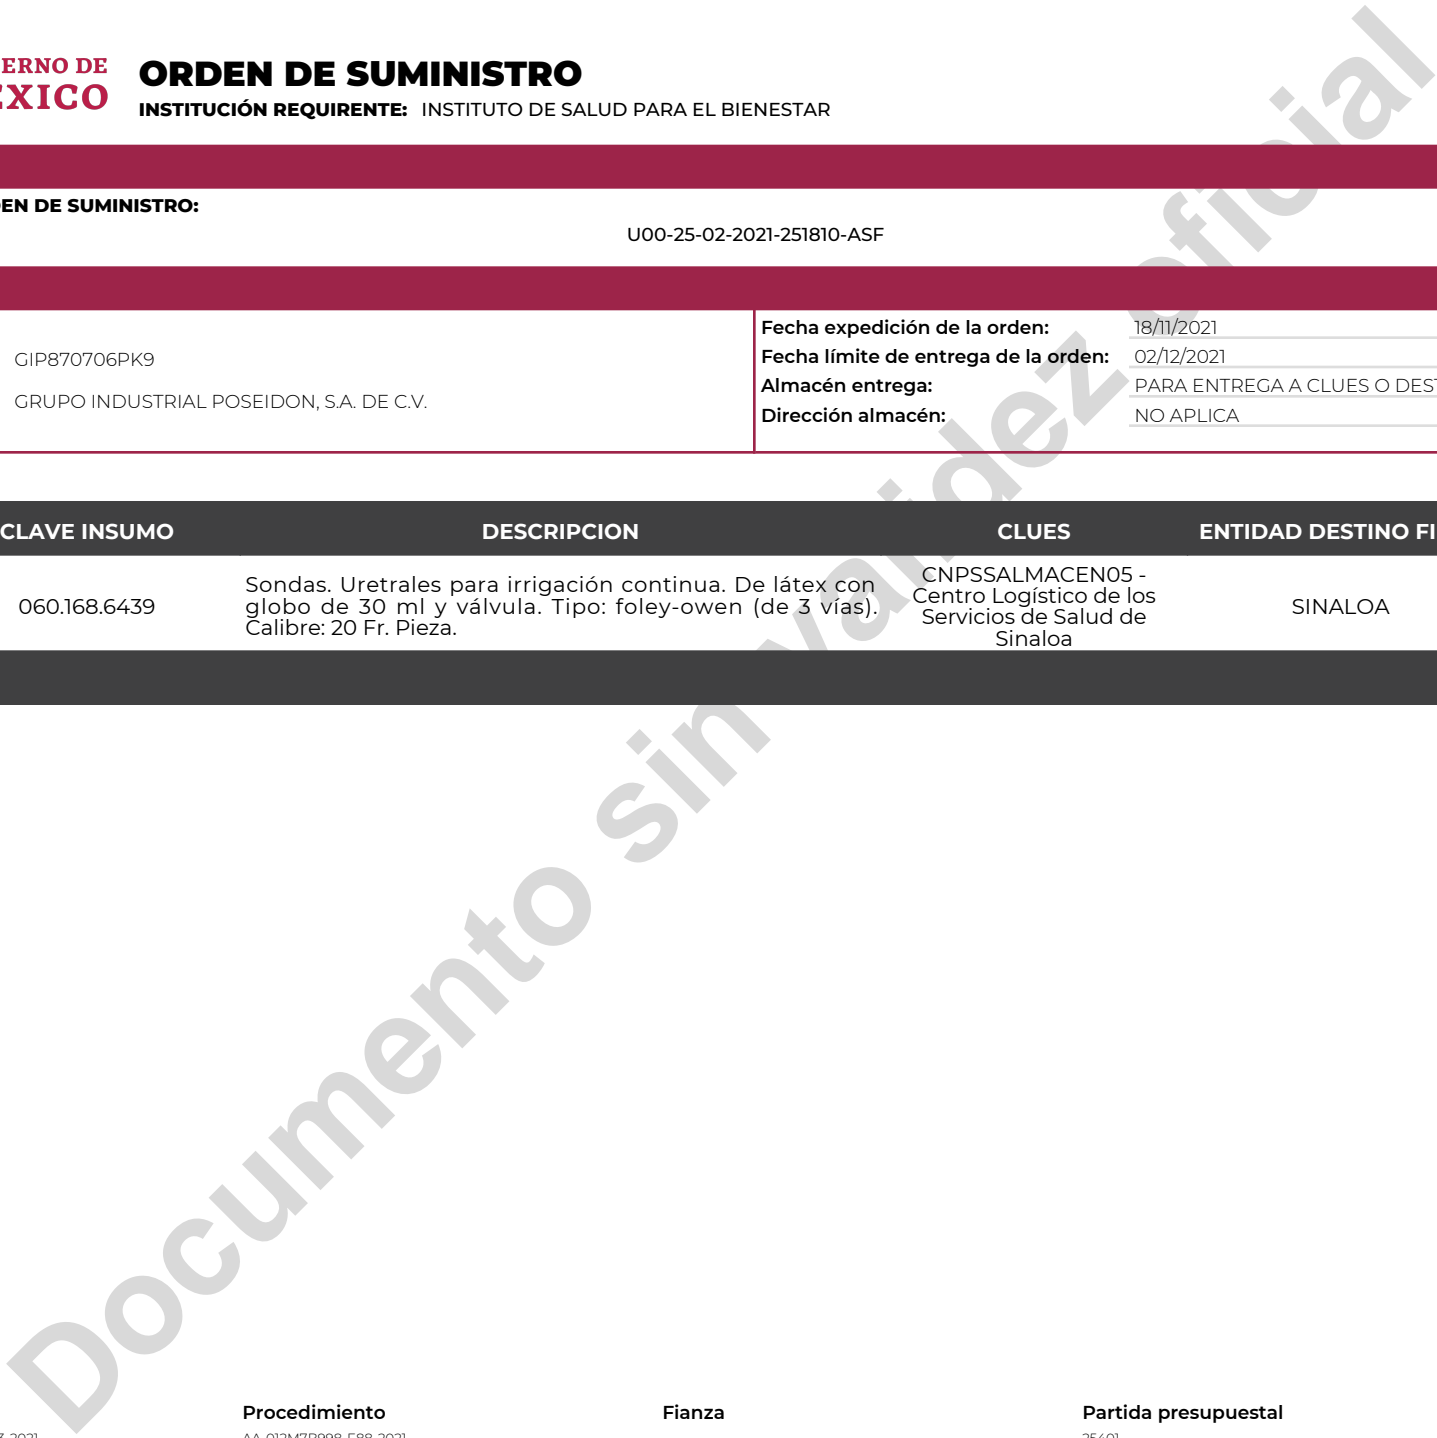 ERNO DE
EXICO
ORDEN DE SUMINISTRO
INSTITUCIÓN REQUIRENTE: INSTITUTO DE SALUD PARA EL BIENESTAR
EN DE SUMINISTRO:
U00-25-02-2021-251810-ASF
GIP870706PK9
GRUPO INDUSTRIAL POSEIDON, S.A. DE C.V.
Fecha expedición de la orden: 18/11/2021
Fecha límite de entrega de la orden: 02/12/2021
Almacén entrega: PARA ENTREGA A CLUES O DEST
Dirección almacén: NO APLICA
CLAVE INSUMO DESCRIPCION CLUES ENTIDAD DESTINO FI
060.168.6439
Sondas. Uretrales para irrigación continua. De látex con
globo de 30 ml y válvula. Tipo: foley-owen (de 3 vías).
Calibre: 20 Fr. Pieza.
CNPSSALMACEN05 -
Centro Logístico de los
Servicios de Salud de
Sinaloa
SINALOA
Documento sin validez oficial
Procedimiento Fianza Partida presupuestal